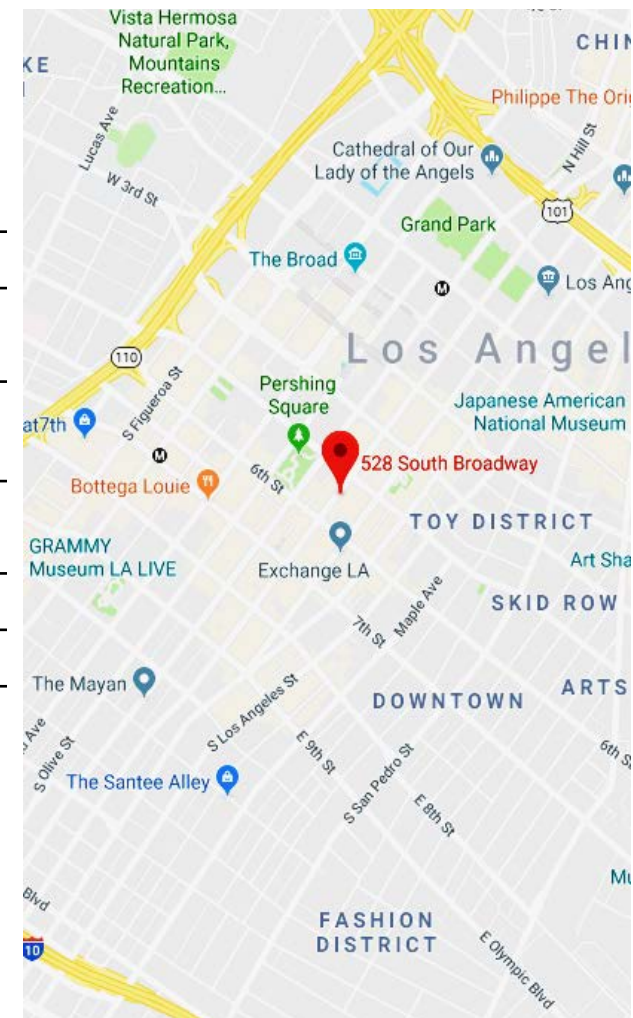 Vista Hermosa
Natural Park,
Mountains
Recreation...
CHIN
KE
Philippe The Orig
Lucas Ave
N Hill St
Cathedral of Our
Lady of the Angels
W 3rd St
101
Grand Park
The Broad
M
Los Ang
Los Angel
110
S Figueroa St
Pershing
Square
Japanese American
National Museum
at7th
M
528 South Broadway
6th St
Bottega Louie
TOY DISTRICT
GRAMMY
Museum LA LIVE
Exchange LA
Art Sha
SKID ROW
Maple Ave
7th St
The Mayan
DOWNTOWN
ARTS
S Los Angeles St
E 9th St
Ave
S Olive St
6th S
The Santee Alley
S San Pedro St
E 8th St
Mu
Blvd
FASHION
DISTRICT
10
E Olympic Blvd